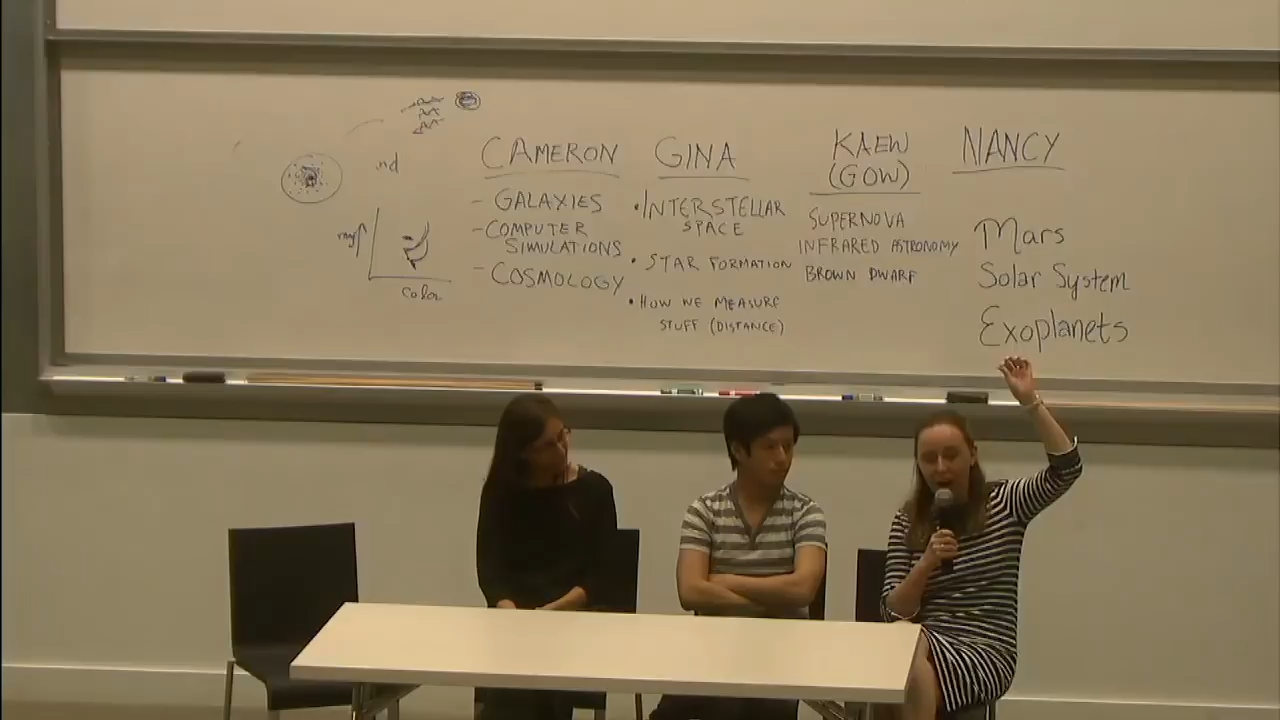 CAMERON
- GALAXIES
- COMPUTER
SIMULATIONS
- COSMOLOGY
GINA
• INTERSTELLAR
SPACE
• STAR FORMATION
• HOW WE MEASURE
STUFF (DISTANCE)
KAEW
(GOW)
SUPERNOVA
INFRARED ASTRONOMY
BROWN DWARF
NANCY
Mars
Solar System
Exoplanets
nd
color